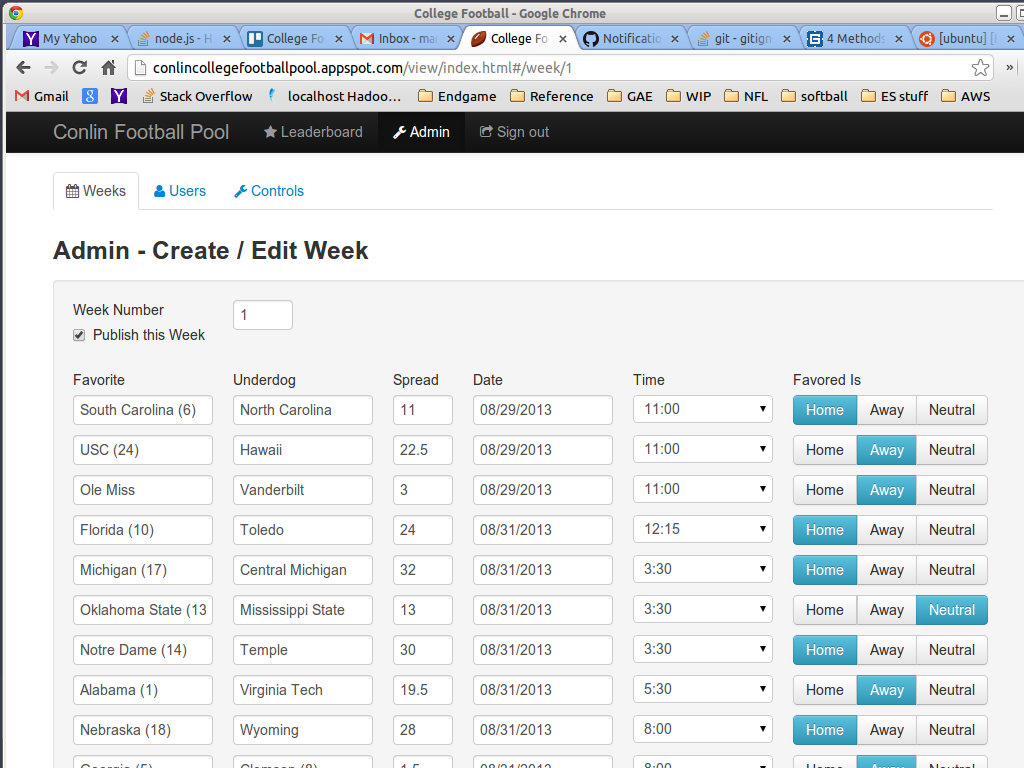 College Football - Google Chrome
My Yahoo
node.js - H
College Fo
Inbox - ma
College Fo
Notificatio
git - gitign
4 Methods
[ubuntu] [
conlincollegefootballpool.appspot.com/view/index.html#/week/1
»
Gmail
8
Y
Stack Overflow
localhost Hadoo...
Endgame
Reference
GAE
WIP
NFL
softball
ES stuff
AWS
Conlin Football Pool
Leaderboard
Admin
Sign out
Weeks
Users
Controls
Admin - Create / Edit Week
Week Number 1
Publish this Week
Favorite Underdog Spread Date Time Favored Is
South Carolina (6) North Carolina 11 08/29/2013 11:00 Home Away Neutral
USC (24) Hawaii 22.5 08/29/2013 11:00 Home Away Neutral
Ole Miss Vanderbilt 3 08/29/2013 11:00 Home Away Neutral
Florida (10) Toledo 24 08/31/2013 12:15 Home Away Neutral
Michigan (17) Central Michigan 32 08/31/2013 3:30 Home Away Neutral
Oklahoma State (13 Mississippi State 13 08/31/2013 3:30 Home Away Neutral
Notre Dame (14) Temple 30 08/31/2013 3:30 Home Away Neutral
Alabama (1) Virginia Tech 19.5 08/31/2013 5:30 Home Away Neutral
Nebraska (18) Wyoming 28 08/31/2013 8:00 Home Away Neutral
Georgia (5) Clemson (8) 1.5 08/31/2013 8:00 Home Away Neutral